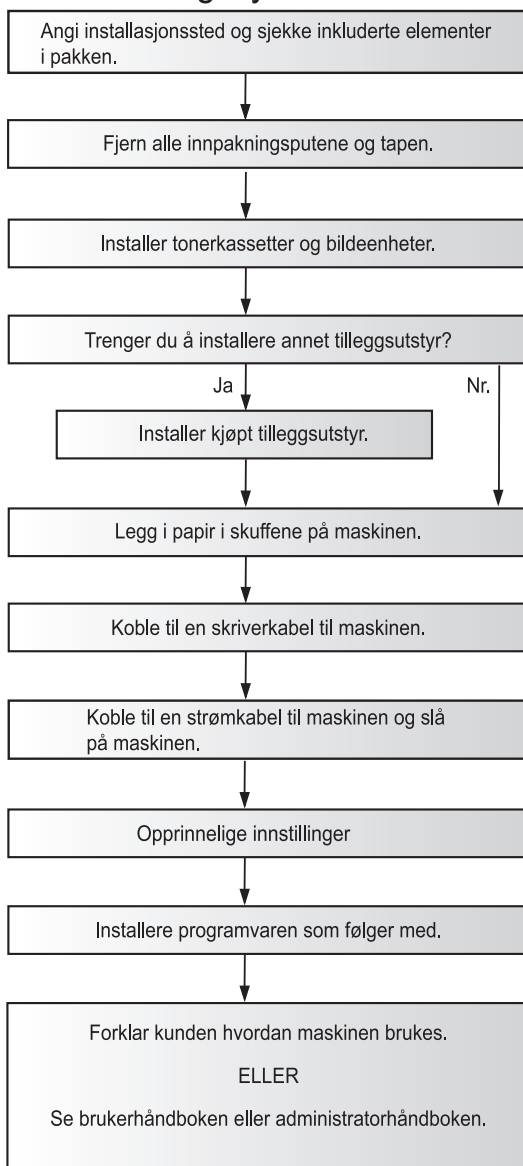 Angi installasjonssted og sjekke inkluderte elementer
i pakken.
Fjern alle innpakningsputene og tapen.
Installer tonerkassetter og bildeenheter.
Trenger du å installere annet tilleggsutstyr?
Ja
Nr.
Installer kjøpt tilleggsutstyr.
Legg i papir i skuffene på maskinen.
Koble til en skriverkabel til maskinen.
Koble til en strømkabel til maskinen og slå
på maskinen.
Opprinnelige innstillinger
Installere programvaren som følger med.
Forklar kunden hvordan maskinen brukes.
ELLER
Se brukerhåndboken eller administratorhåndboken.